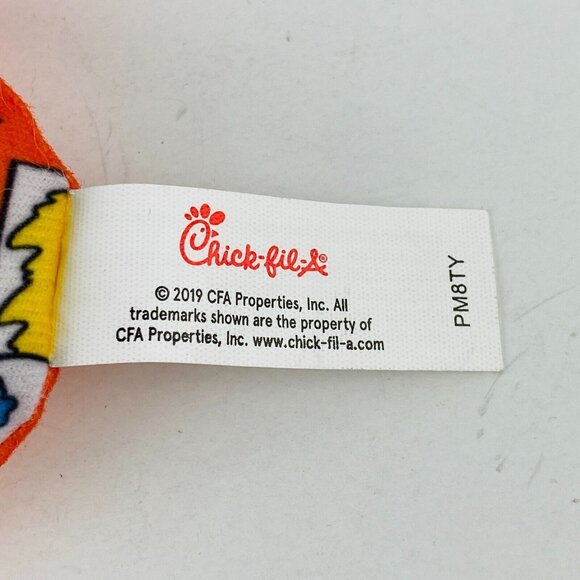 Chick-fil-A®
© 2019 CFA Properties, Inc. All
trademarks shown are the property of
CFA Properties, Inc. www.chick-fil-a.com
PM8TY